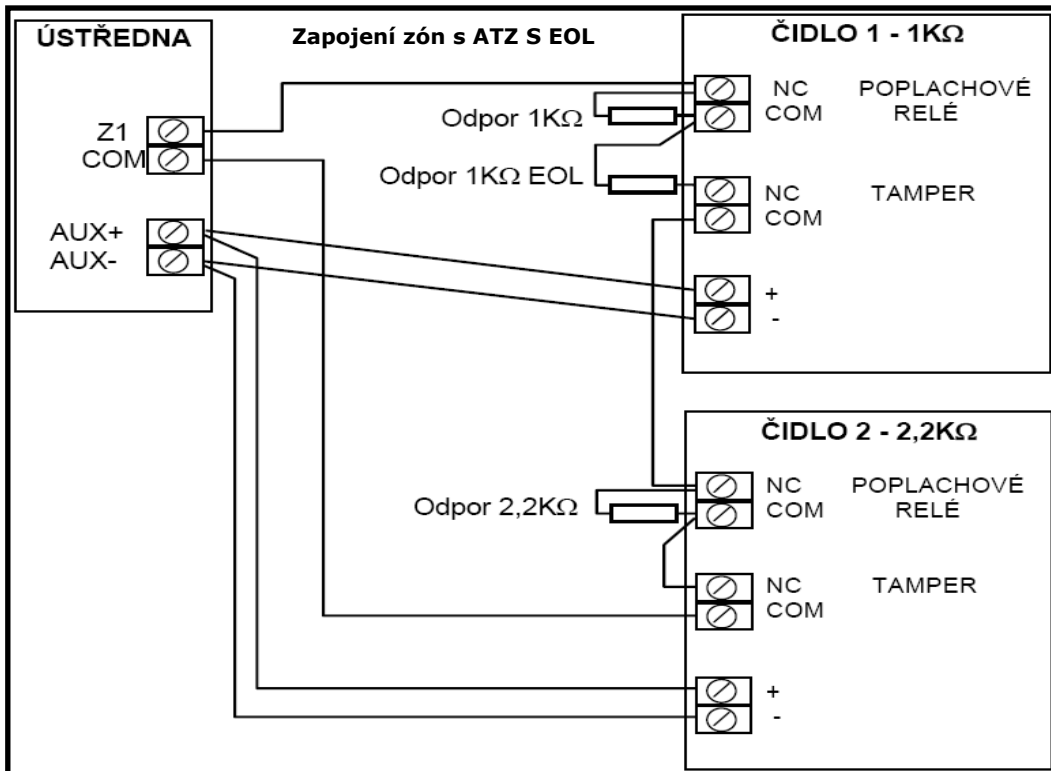 ÚSTŘEDNA
Zapojení zón s ATZ S EOL
ČIDLO 1 - 1KΩ
Z1
COM
AUX+
AUX-
Odpor 1KΩ
Odpor 1KΩ EOL
NC POPLACHOVÉ
COM RELÉ
NC TAMPER
COM
+
-
ČIDLO 2 - 2,2KΩ
Odpor 2,2KΩ
NC POPLACHOVÉ
COM RELÉ
NC TAMPER
COM
+
-